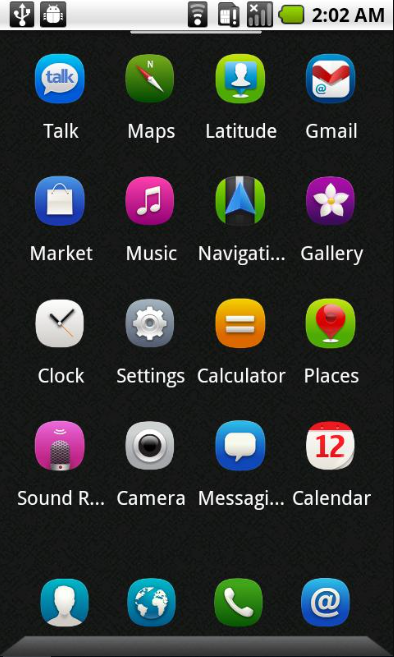 2:02 AM
talk
N
@
Talk Maps Latitude Gmail
Market Music Navigati... Gallery
Clock Settings Calculator Places
12
Sound R... Camera Messagi... Calendar
@